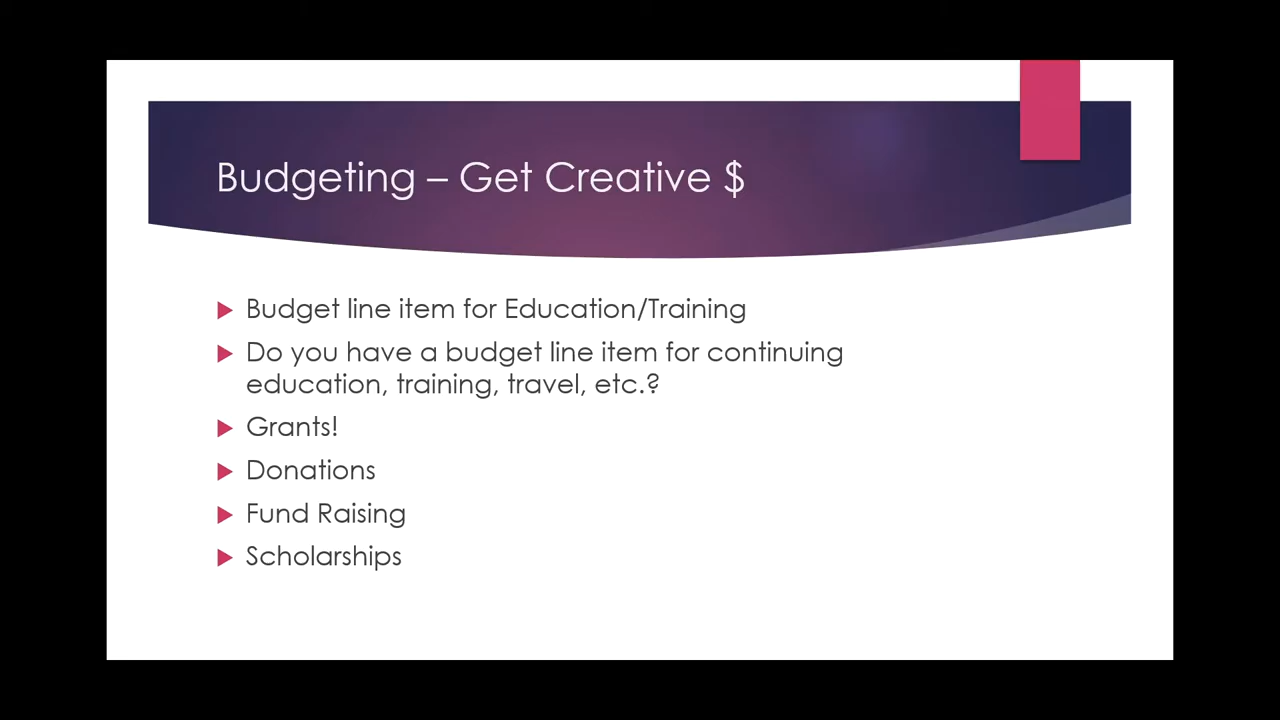 Budgeting – Get Creative $
Budget line item for Education/Training
Do you have a budget line item for continuing
education, training, travel, etc.?
Grants!
Donations
Fund Raising
Scholarships